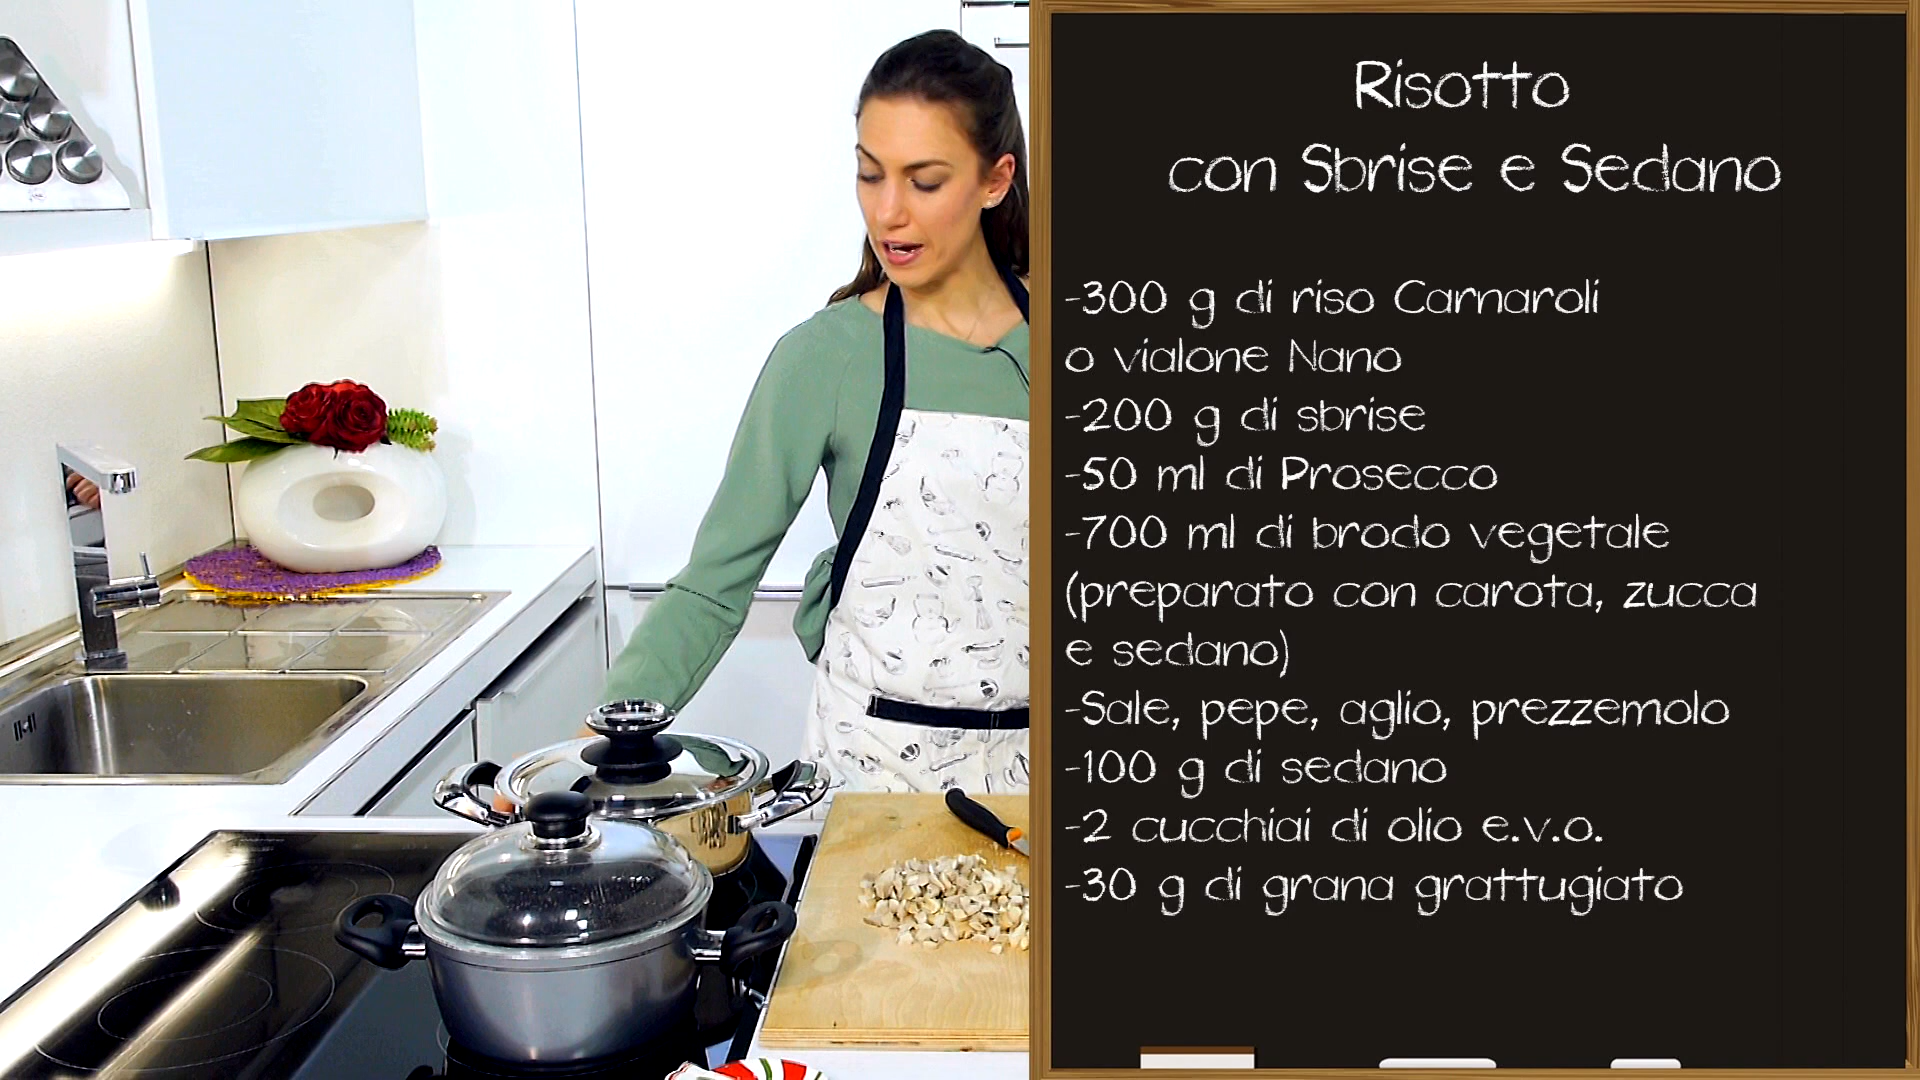 Risotto
con Sbrise e Sedano
-300 g di riso Carnaroli
o vialone Nano
-200 g di sbrise
-50 ml di Prosecco
-700 ml di brodo vegetale
(preparato con carota, zucca
e sedano)
-Sale, pepe, aglio, prezzemolo
-100 g di sedano
-2 cucchiai di olio e.v.o.
-30 g di grana grattugiato